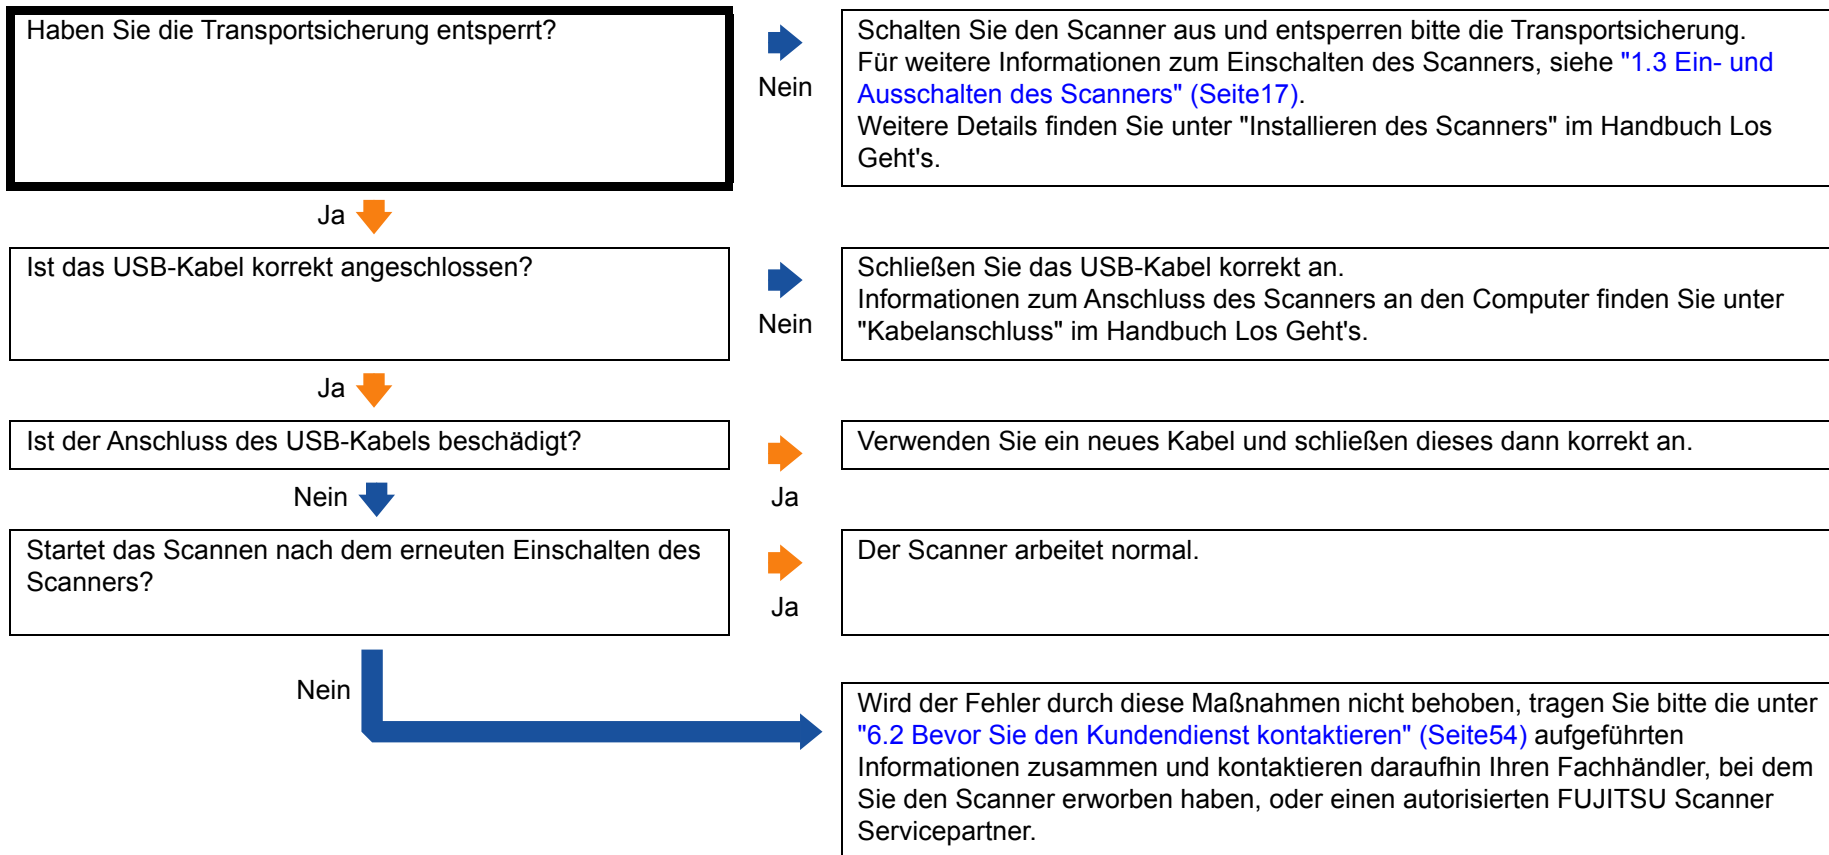 Haben Sie die Transportsicherung entsperrt?
Nein
Schalten Sie den Scanner aus und entsperren bitte die Transportsicherung.
Für weitere Informationen zum Einschalten des Scanners, siehe "1.3 Ein- und
Ausschalten des Scanners" (Seite17).
Weitere Details finden Sie unter "Installieren des Scanners" im Handbuch Los
Geht's.
Ja
Ist das USB-Kabel korrekt angeschlossen?
Nein
Schließen Sie das USB-Kabel korrekt an.
Informationen zum Anschluss des Scanners an den Computer finden Sie unter
"Kabelanschluss" im Handbuch Los Geht's.
Ja
Ist der Anschluss des USB-Kabels beschädigt?
Ja
Verwenden Sie ein neues Kabel und schließen dieses dann korrekt an.
Nein
Startet das Scannen nach dem erneuten Einschalten des
Scanners?
Ja
Der Scanner arbeitet normal.
Nein
Wird der Fehler durch diese Maßnahmen nicht behoben, tragen Sie bitte die unter
"6.2 Bevor Sie den Kundendienst kontaktieren" (Seite54) aufgeführten
Informationen zusammen und kontaktieren daraufhin Ihren Fachhändler, bei dem
Sie den Scanner erworben haben, oder einen autorisierten FUJITSU Scanner
Servicepartner.